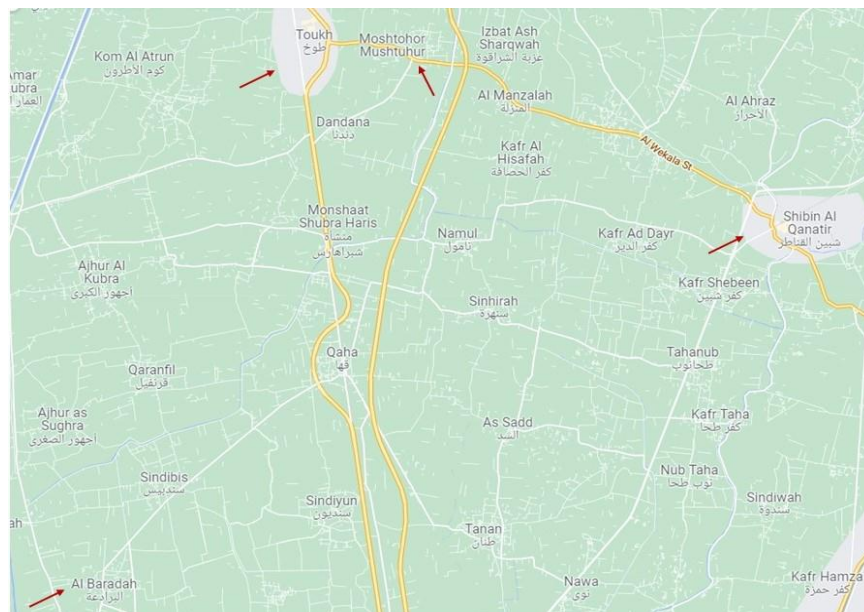 Toukh
طوخ
Moshtohor
Mushtuhur
Izbat Ash
Sharqwah
عزبة الشراقوة
Kom Al Atrun
كوم الأطرون
Al Manzalah
المنزلة
Al Ahraz
الأحراز
Dandana
دندنا
Kafr Al
Hisafah
كفر الحصافة
Al Wekala St
Monshaat
Shubra Haris
منشاة
شبراهارس
Namul
نامول
Kafr Ad Dayr
كفر الدير
Shibin Al
Qanatir
شبين القناطر
Ajhur Al
Kubra
اجهور الكبرى
Kafr Shebeen
كفر شبين
Sinhirah
سنهرة
Qaha
قها
Tahanub
طحانوب
Qaranfil
قرنفيل
Ajhur as
Sughra
اجهور الصغرى
As Sadd
السد
Kafr Taha
كفر طحا
Sindibis
سندبيس
Nub Taha
نوب طحا
Sindiyun
سنديون
Sindiwah
سندوة
Tanan
طنان
Al Baradah
البرادعة
Nawa
نوى
Kafr Hamza
كفر حمزة